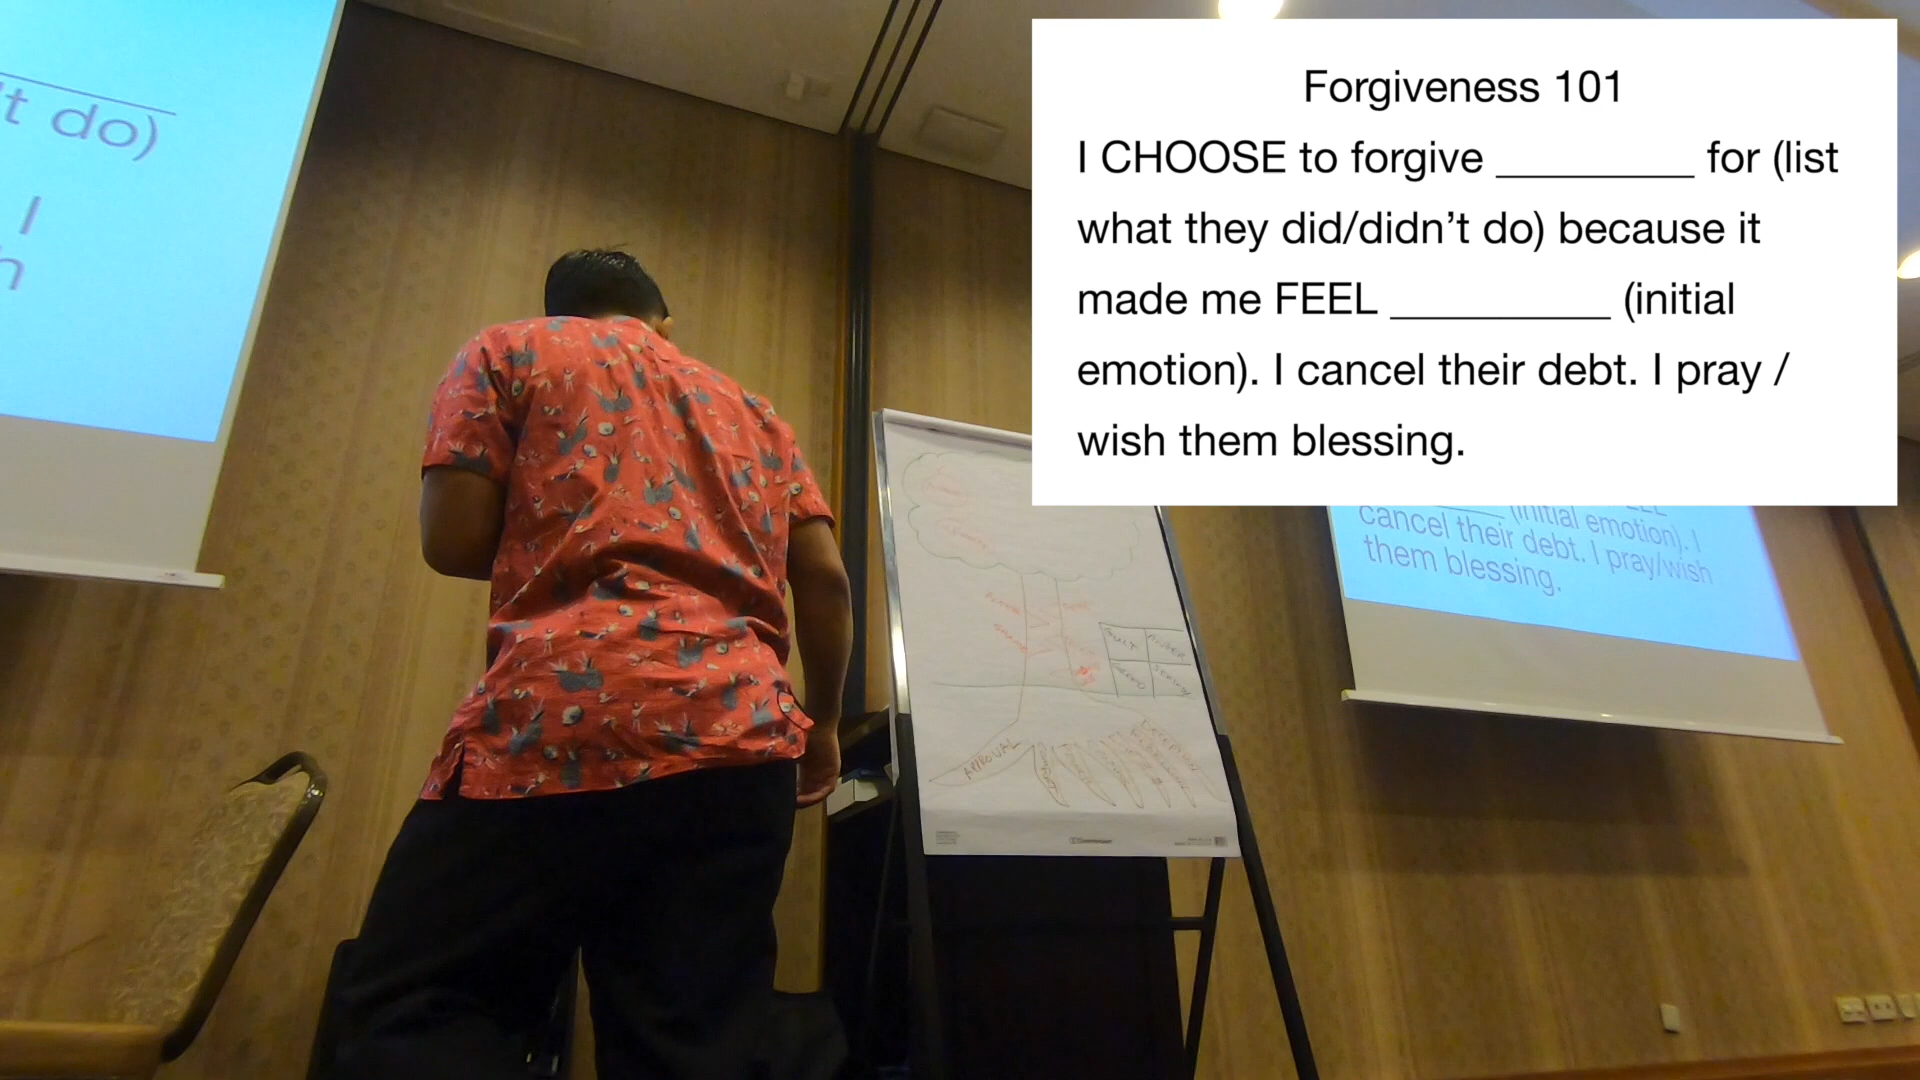 't do)
I
Forgiveness 101
I CHOOSE to forgive _________ for (list
what they did/didn't do) because it
made me FEEL __________ (initial
emotion). I cancel their debt. I pray /
wish them blessing.
(initial emotion). I
cancel their debt. I pray/wish
them blessing.
GUILT ANGER
APPROVAL